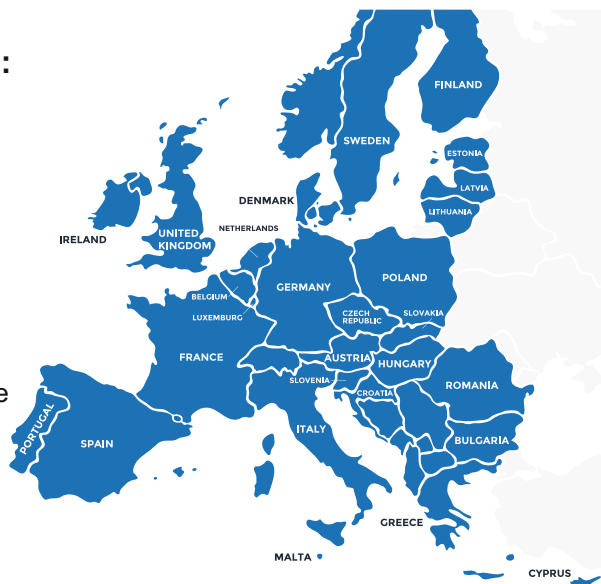 :
FINLAND
SWEDEN
ESTONIA
LATVIA
DENMARK
LITHUANIA
NETHERLANDS
IRELAND
UNITED
KINGDOM
POLAND
GERMANY
BELGIUM
CZECH
REPUBLIC
SLOVAKIA
LUXEMBURG
FRANCE
AUSTRIA
HUNGARY
SLOVENIA
ROMANIA
e
CROATIA
PORTUGAL
SPAIN
ITALY
BULGARIA
GREECE
MALTA
CYPRUS